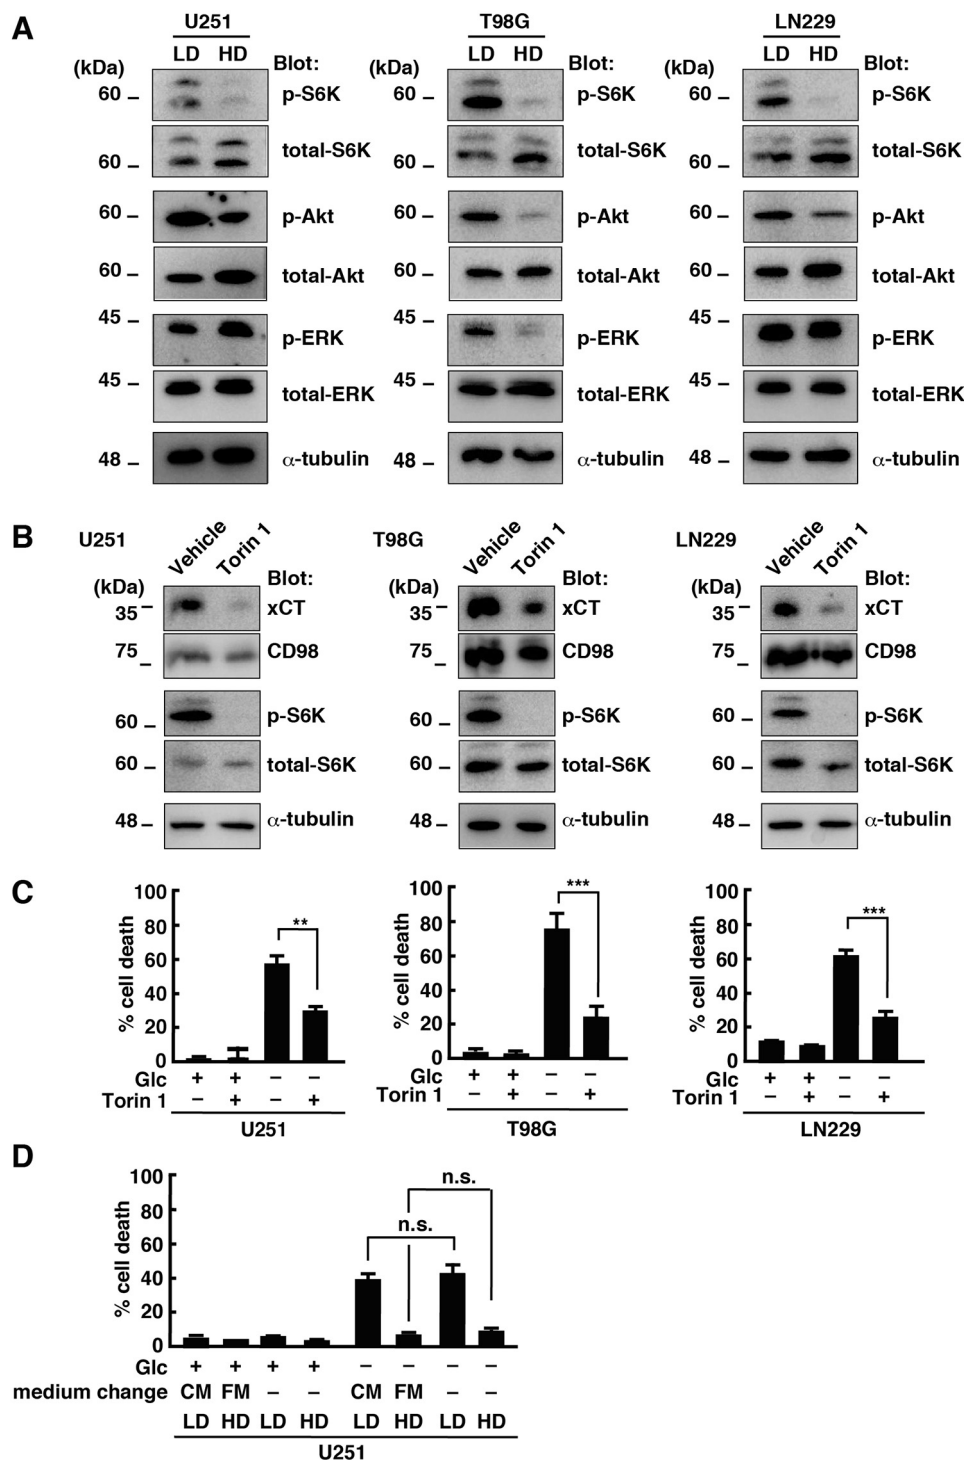 A
U251 T98G LN229
LD HD LD HD LD HD
(kDa) Blot: (kDa) Blot: (kDa) Blot:
60 p-S6K 60 p-S6K 60 p-S6K
60 total-S6K 60 total-S6K 60 total-S6K
60 p-Akt 60 p-Akt 60 p-Akt
60 total-Akt 60 total-Akt 60 total-Akt
45 p-ERK 45 p-ERK 45 p-ERK
45 total-ERK 45 total-ERK 45 total-ERK
48 α-tubulin 48 α-tubulin 48 α-tubulin
B
U251 Vehicle Torin 1 T98G Vehicle Torin 1 LN229 Vehicle Torin 1
(kDa) Blot: (kDa) Blot: (kDa) Blot:
35 xCT 35 xCT 35 xCT
75 CD98 75 CD98 75 CD98
60 p-S6K 60 p-S6K 60 p-S6K
60 total-S6K 60 total-S6K 60 total-S6K
48 α-tubulin 48 α-tubulin 48 α-tubulin
C
% cell death
100
80
60
40
20
0
**
Glc + + − −
Torin 1 − + − +
U251
% cell death
100
80
60
40
20
0
***
Glc + + − −
Torin 1 − + − +
T98G
% cell death
100
80
60
40
20
0
***
Glc + + − −
Torin 1 − + − +
LN229
D
% cell death
100
80
60
40
20
0
n.s.
n.s.
Glc + + + + − − − −
medium change CM FM − − CM FM − −
LD HD LD HD LD HD LD HD
U251